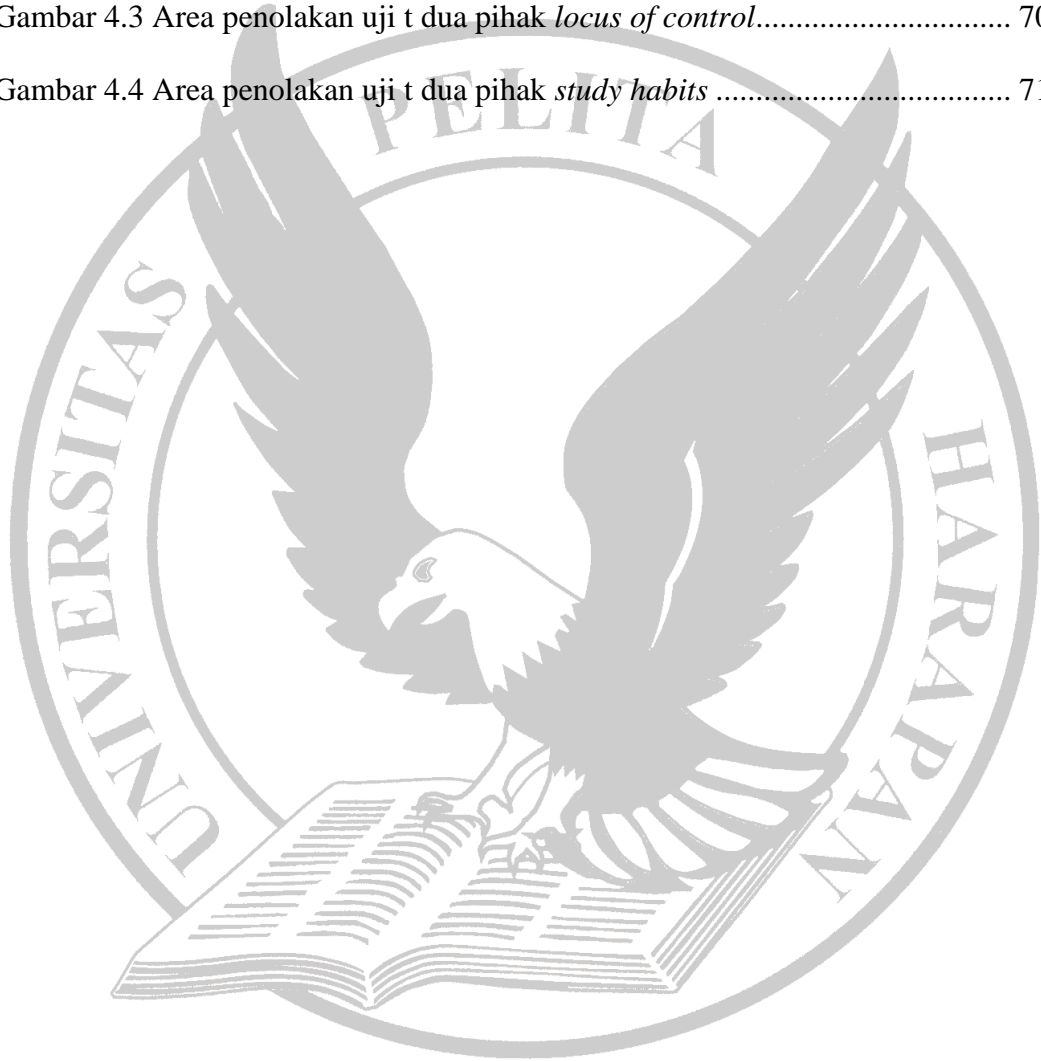 Gambar 4.3 Area penolakan uji t dua pihak locus of control................................. 70
Gambar 4.4 Area penolakan uji t dua pihak study habits ................................... 71
UNIVERSITAS PELITA HARAPAN